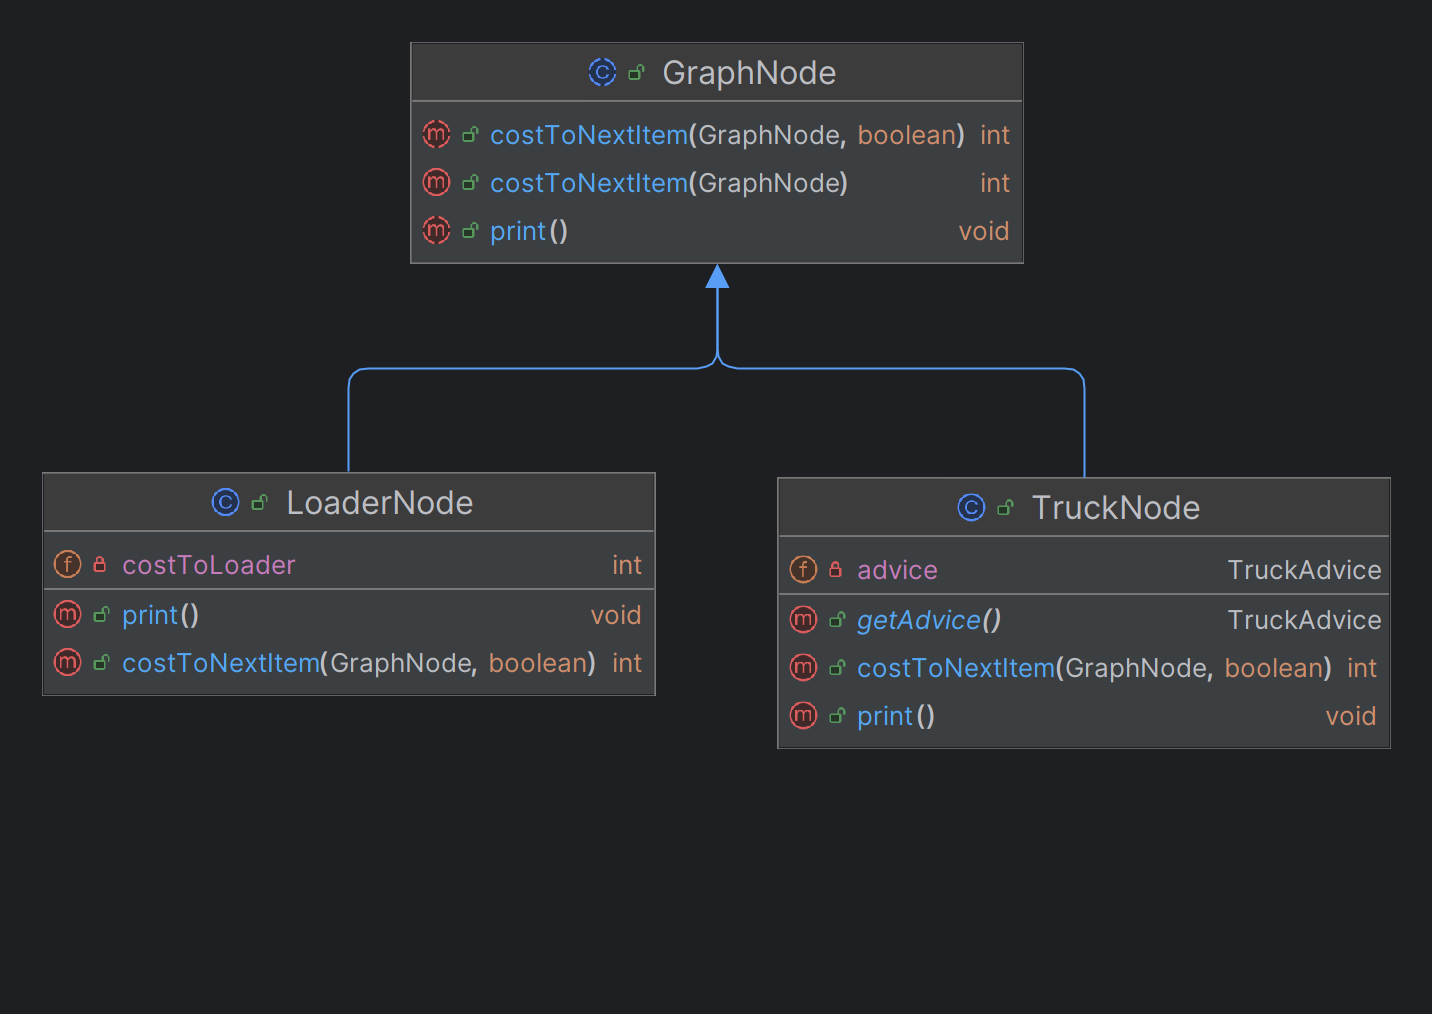 GraphNode
costToNextItem(GraphNode, boolean) int
costToNextItem(GraphNode) int
print() void
LoaderNode
costToLoader int
print() void
costToNextItem(GraphNode, boolean) int
TruckNode
advice TruckAdvice
getAdvice() TruckAdvice
costToNextItem(GraphNode, boolean) int
print() void